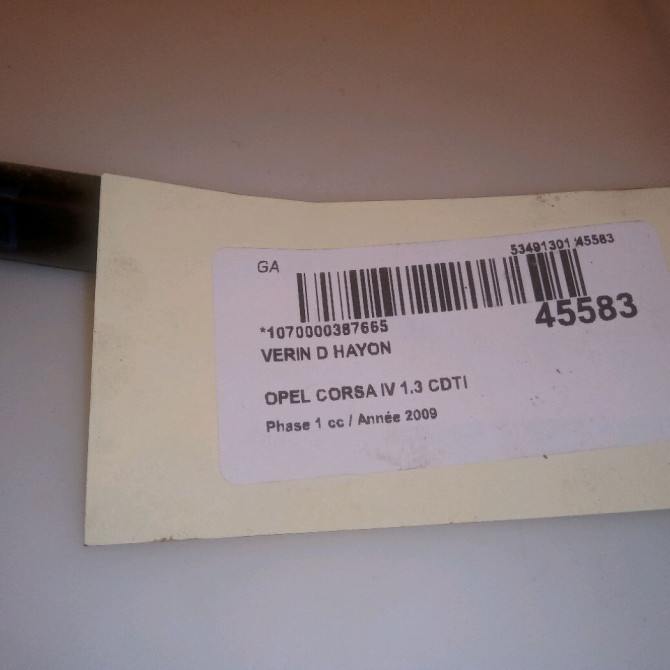 GA
53491301 45583
*1070000387665
45583
VERIN D HAYON
OPEL CORSA IV 1.3 CDTI
Phase 1 cc / Année 2009